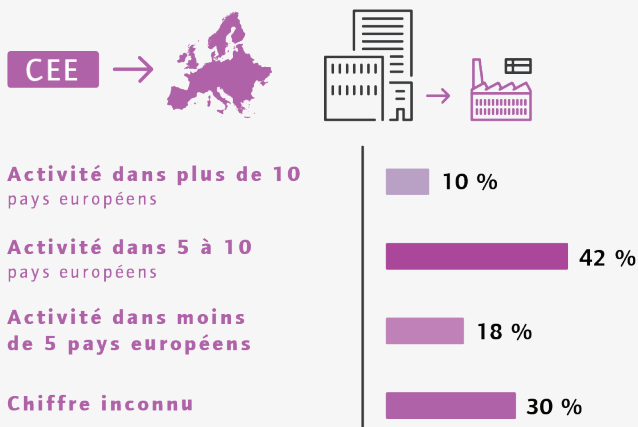 CEE
Activité dans plus de 10
pays européens
10 %
Activité dans 5 à 10
pays européens
42 %
Activité dans moins
de 5 pays européens
18 %
Chiffre inconnu
30 %